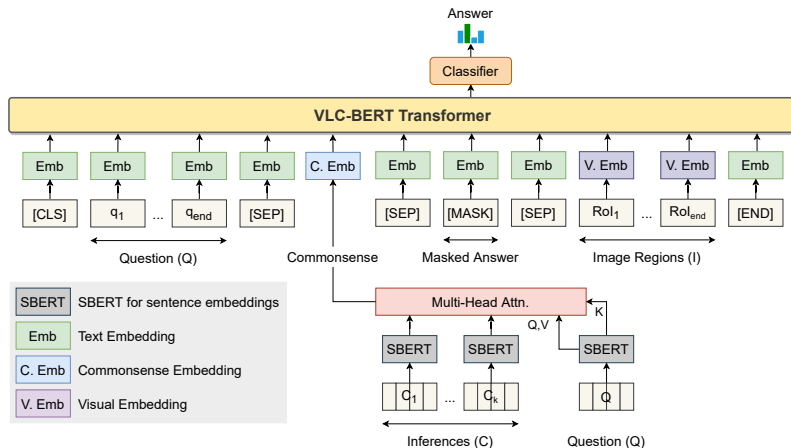 Answer
Classifier
VLC-BERT Transformer
Emb Emb Emb Emb C. Emb Emb Emb Emb V. Emb V. Emb Emb
[CLS] q1 ... qend [SEP] [SEP] [MASK] [SEP] RoI1 ... RoIend [END]
Question (Q) Commonsense Masked Answer Image Regions (I)
SBERT SBERT for sentence embeddings
Emb Text Embedding
C. Emb Commonsense Embedding
V. Emb Visual Embedding
Multi-Head Attn.
K
Q,V
SBERT SBERT SBERT
C1 ... Ck Q
Inferences (C) Question (Q)